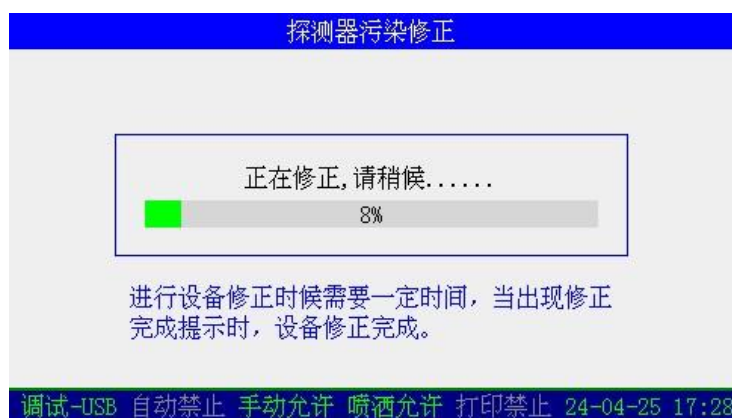 探测器污染修正
正在修正,请稍候......
8%
进行设备修正时候需要一定时间，当出现修正
完成提示时，设备修正完成。
调试-USB 自动禁止 手动允许 喷洒允许 打印禁止 24-04-25 17:28